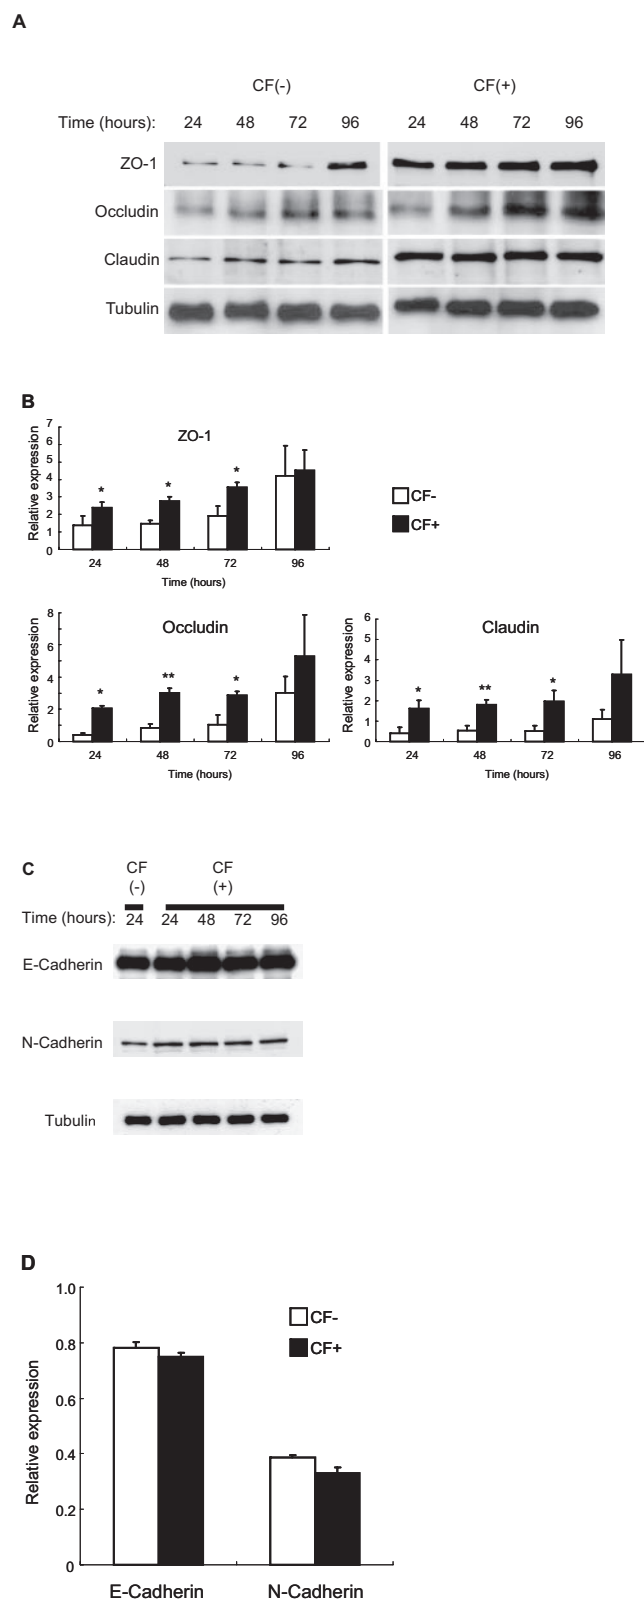 A
CF(-) CF(+)
Time (hours): 24 48 72 96 24 48 72 96
ZO-1
Occludin
Claudin
Tubulin
B
ZO-1
Relative expression
7
6
5
4
3
2
1
0
* * *
24 48 72 96
Time (hours)
CF-
CF+
Occludin
Relative expression
8
6
4
2
0
* ** *
24 48 72 96
Time (hours)
Claudin
Relative expression
6
5
4
3
2
1
0
* ** *
24 48 72 96
Time (hours)
C
CF CF
(-) (+)
Time (hours): 24 24 48 72 96
E-Cadherin
N-Cadherin
Tubulin
D
Relative expression
1.0
0.8
0.6
0.4
0.2
0
CF-
CF+
E-Cadherin N-Cadherin